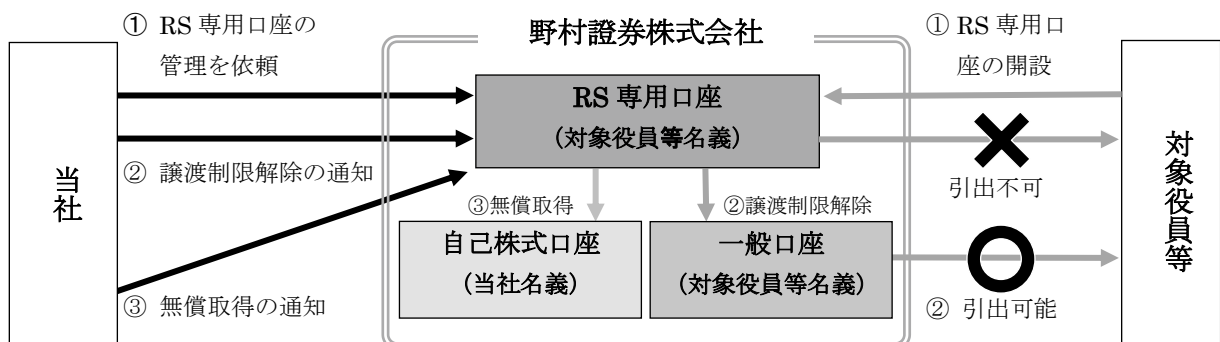 ① RS 専用口座の
管理を依頼
野村證券株式会社
① RS 専用口
座の開設
RS 専用口座
(対象役員等名義)
当社
② 譲渡制限解除の通知
引出不可
対象役員等
③無償取得
②譲渡制限解除
自己株式口座
(当社名義)
一般口座
(対象役員等名義)
③ 無償取得の通知
② 引出可能